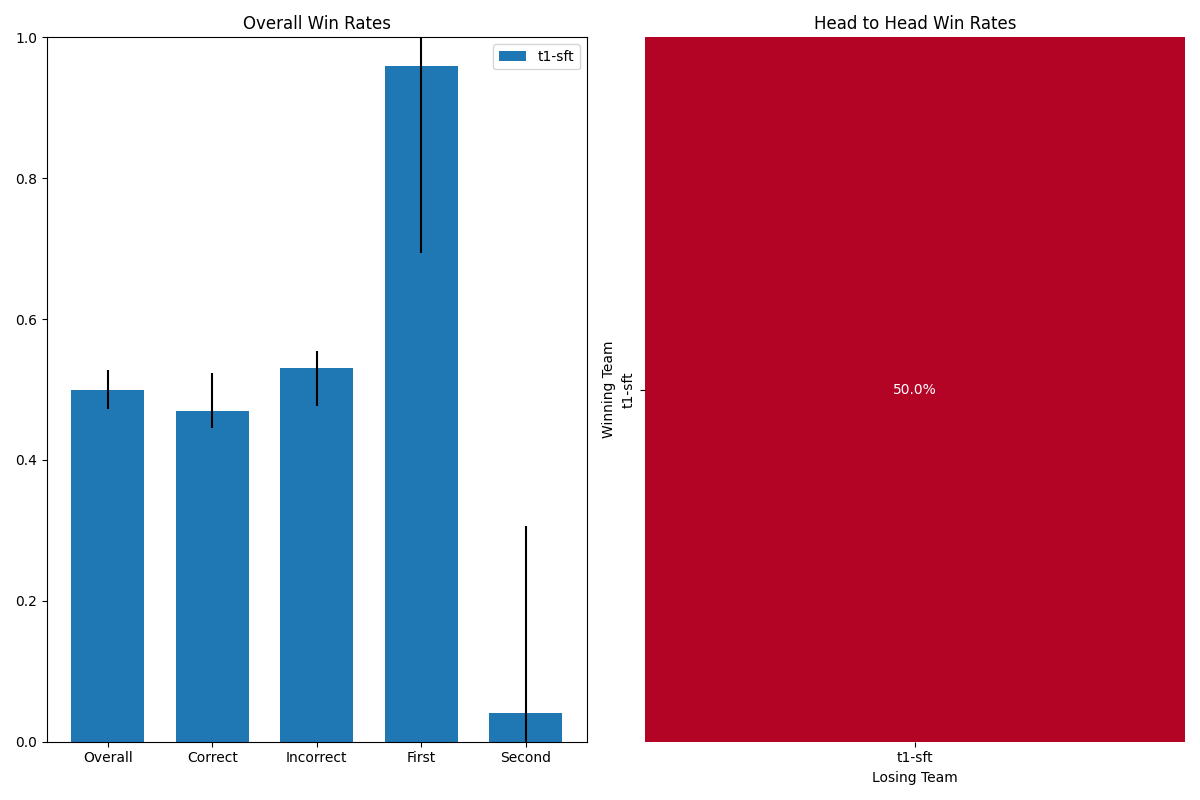 Overall Win Rates
1.0
0.8
0.6
0.4
0.2
0.0
t1-sft
Overall
Correct
Incorrect
First
Second
Head to Head Win Rates
Winning Team
t1-sft
50.0%
t1-sft
Losing Team